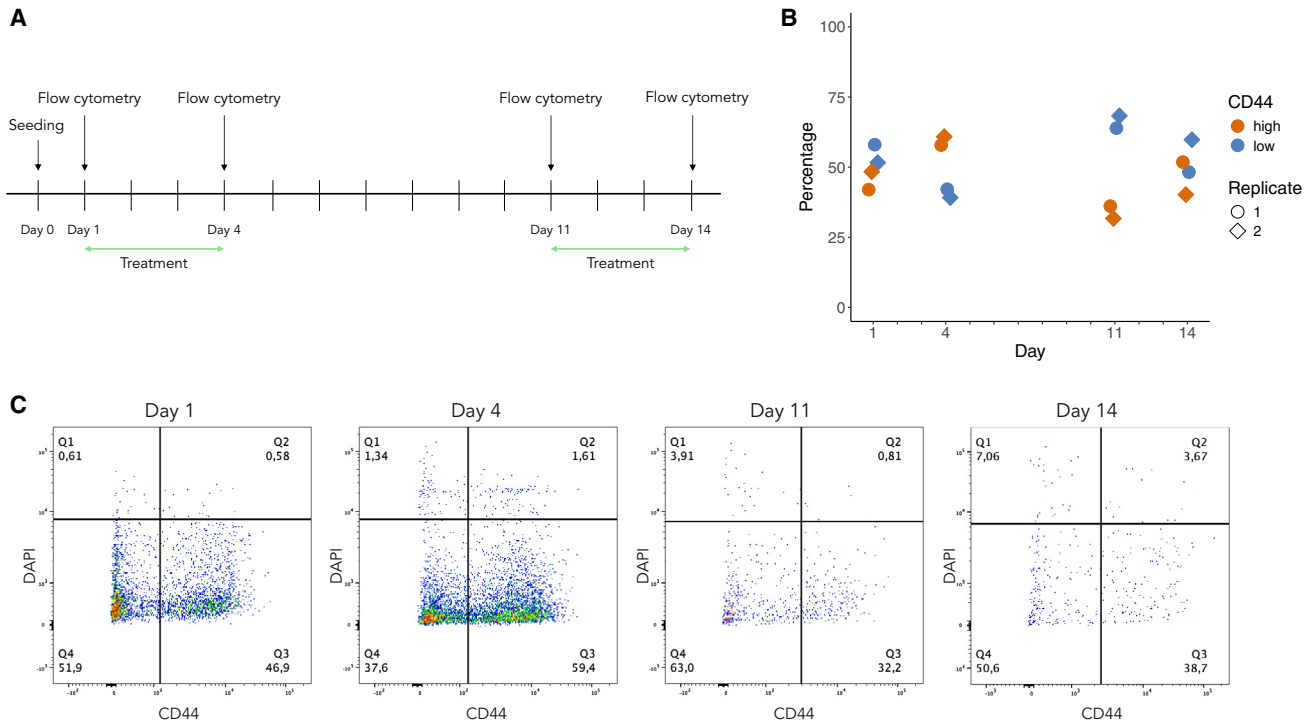 A
Flow cytometry Flow cytometry Flow cytometry Flow cytometry
Seeding
Day 0 Day 1 Day 4 Day 11 Day 14
Treatment Treatment
B
100
75
50
25
0
Percentage
1 4 11 14
Day
CD44
high
low
Replicate
1
2
C
Day 1
Q1
0,61
Q2
0,58
Q4
51,9
Q3
46,9
DAPI
CD44
Day 4
Q1
1,34
Q2
1,61
Q4
37,6
Q3
59,4
DAPI
CD44
Day 11
Q1
3,91
Q2
0,81
Q4
63,0
Q3
32,2
DAPI
CD44
Day 14
Q1
7,06
Q2
3,67
Q4
50,6
Q3
38,7
DAPI
CD44